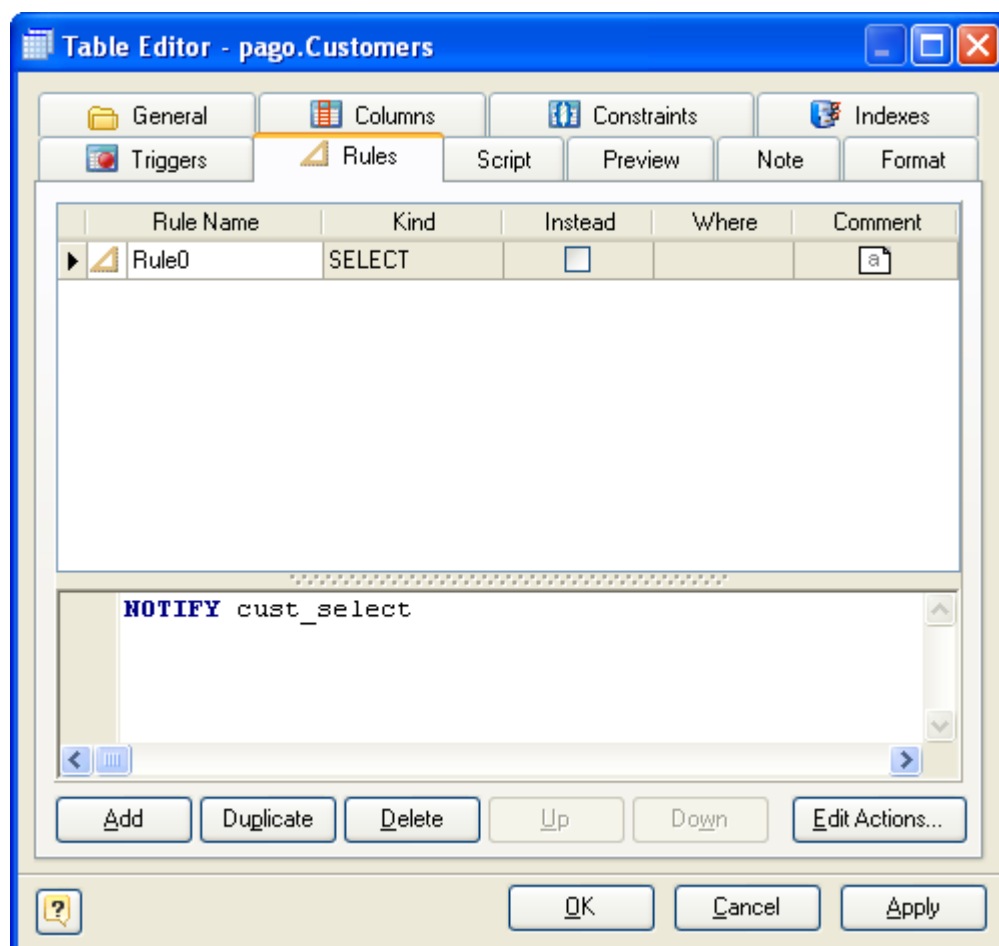 Table Editor - pago.Customers
General Columns Constraints Indexes
Triggers Rules Script Preview Note Format
Rule Name Kind Instead Where Comment
Rule0 SELECT a
NOTIFY cust_select
Add Duplicate Delete Up Down Edit Actions...
? OK Cancel Apply